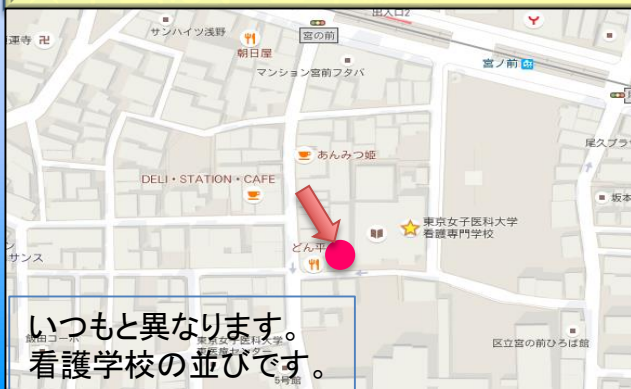 出入口2
サンハイツ浅野
宮の前
運寺 卍
朝日屋
宮ノ前
マンション宮前フタバ
尾久プラ
あんみつ姫
DELI・STATION・CAFE
坂本
東京女子医科大学
看護専門学校
どん平
サンス
いつもと異なります。
飯田コーポ
東京女子医科大学
看護学校の並びです。
5号館
区立宮の前ひろば館